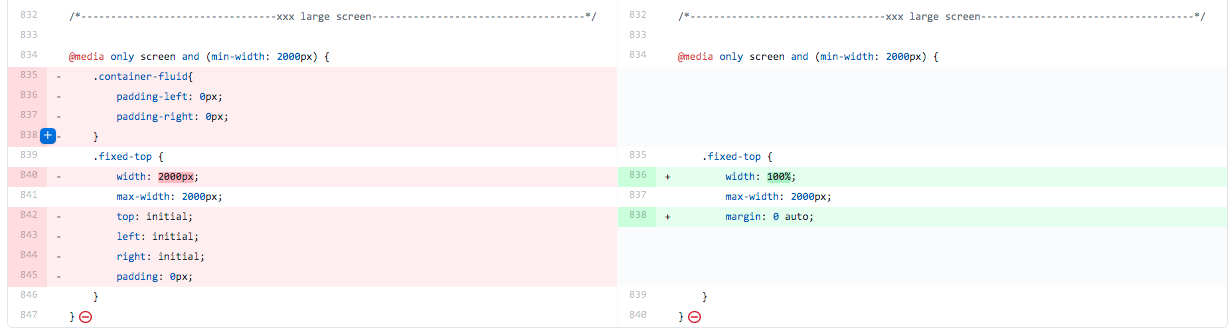 832 /*---------------------------------xxx large screen------------------------------------*/
833
834 @media only screen and (min-width: 2000px) {
835 - .container-fluid{
836 - padding-left: 0px;
837 - padding-right: 0px;
838 + - }
839 .fixed-top {
840 - width: 2000px;
841 max-width: 2000px;
842 - top: initial;
843 - left: initial;
844 - right: initial;
845 - padding: 0px;
846 }
847 }
832 /*---------------------------------xxx large screen------------------------------------*/
833
834 @media only screen and (min-width: 2000px) {
835 .fixed-top {
836 + width: 100%;
837 max-width: 2000px;
838 + margin: 0 auto;
839 }
840 }